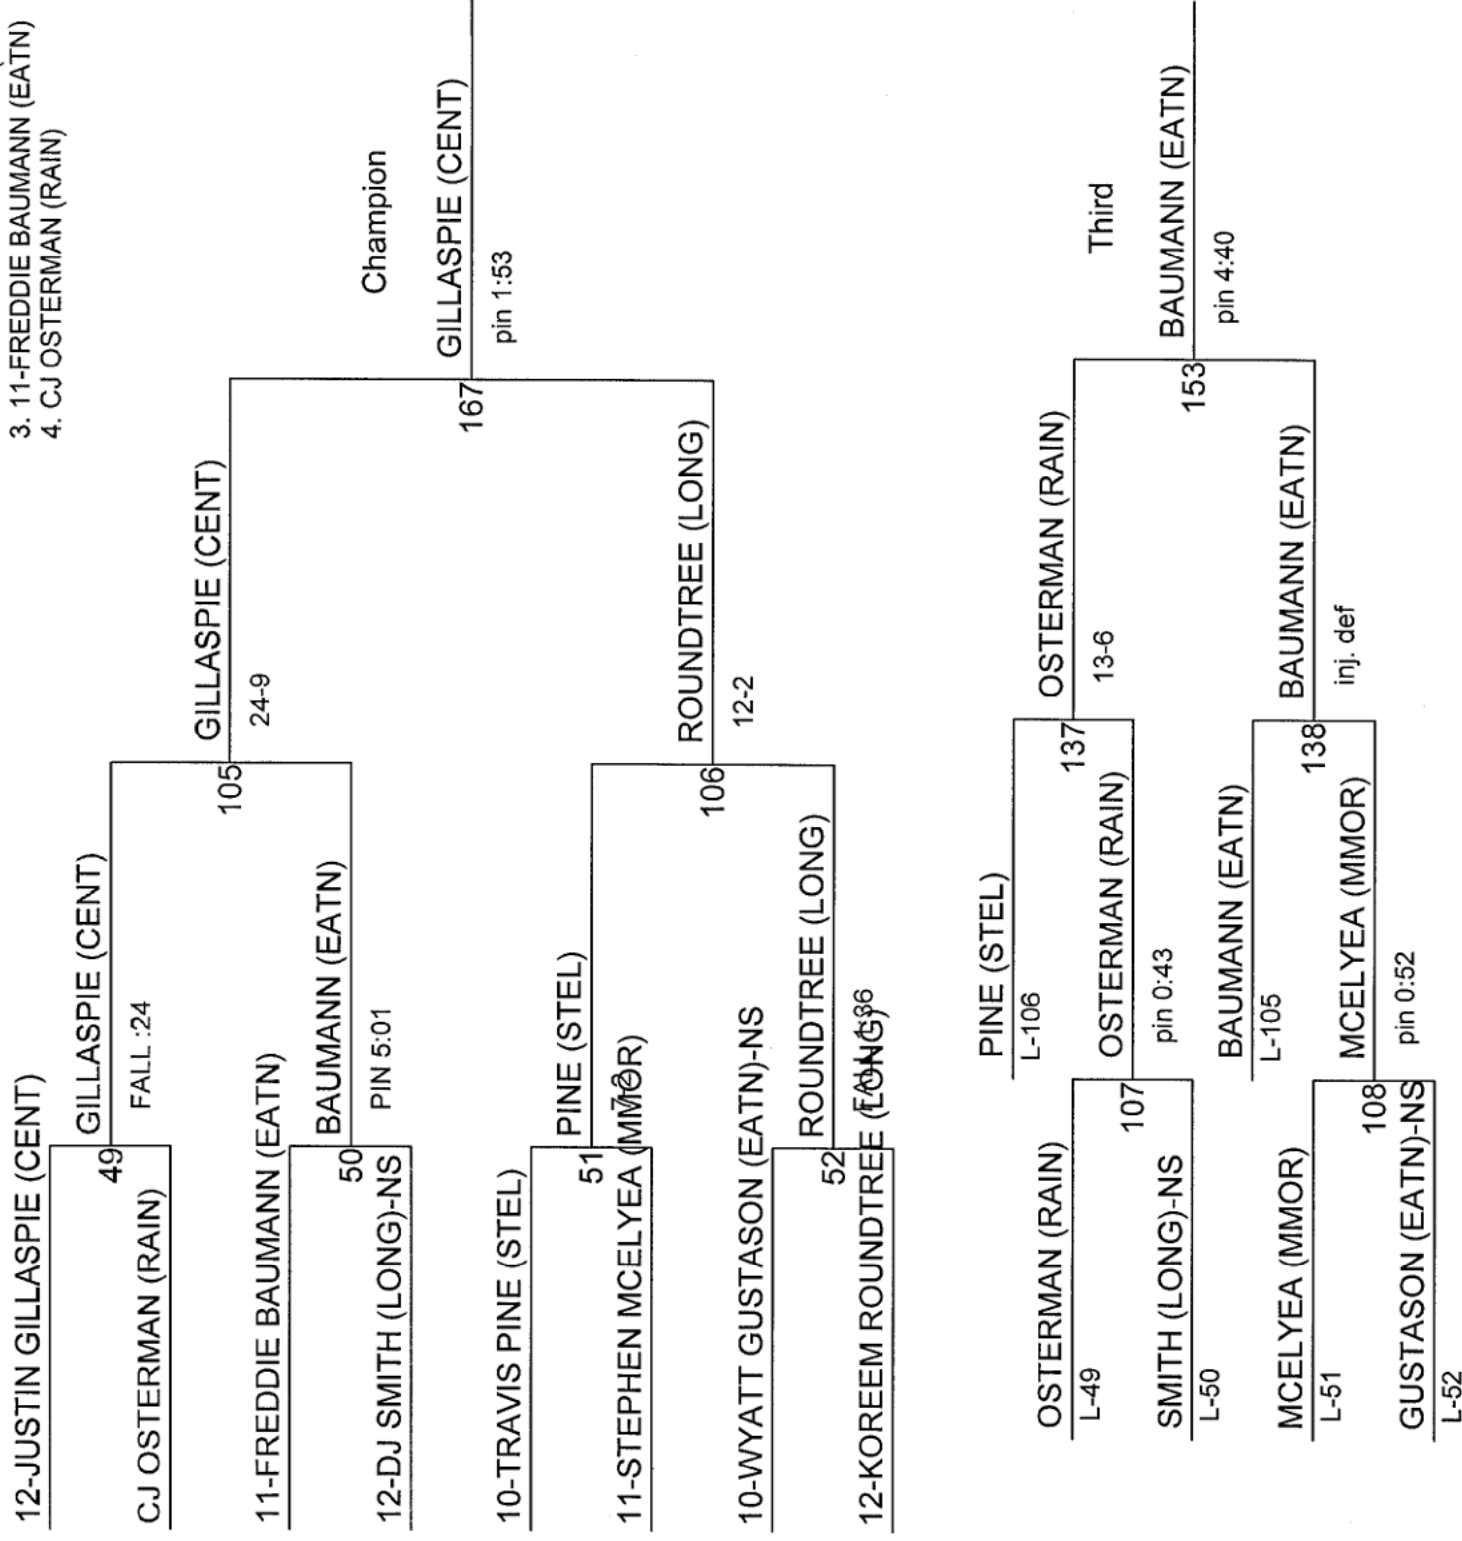 3. 11-FREDDIE BAUMANN (EATN)
4. CJ OSTERMAN (RAIN)
12-JUSTIN GILLASPIE (CENT)
49
CJ OSTERMAN (RAIN)
GILLASPIE (CENT)
FALL :24
11-FREDDIE BAUMANN (EATN)
50
12-DJ SMITH (LONG)-NS
BAUMANN (EATN)
PIN 5:01
105
GILLASPIE (CENT)
24-9
10-TRAVIS PINE (STEL)
51
11-STEPHEN MCELYEA (MMOR)
PINE (STEL)
7-2
10-WYATT GUSTASON (EATN)-NS
52
12-KOREEM ROUNDTREE (LONG)
ROUNDTREE (LONG)
106
ROUNDTREE (LONG)
12-2
167
Champion
GILLASPIE (CENT)
pin 1:53
OSTERMAN (RAIN)
L-49
107
SMITH (LONG)-NS
L-50
PINE (STEL)
L-106
OSTERMAN (RAIN)
pin 0:43
137
OSTERMAN (RAIN)
13-6
MCELYEA (MMOR)
L-51
108
GUSTASON (EATN)-NS
L-52
BAUMANN (EATN)
L-105
MCELYEA (MMOR)
pin 0:52
138
BAUMANN (EATN)
inj. def
153
Third
BAUMANN (EATN)
pin 4:40